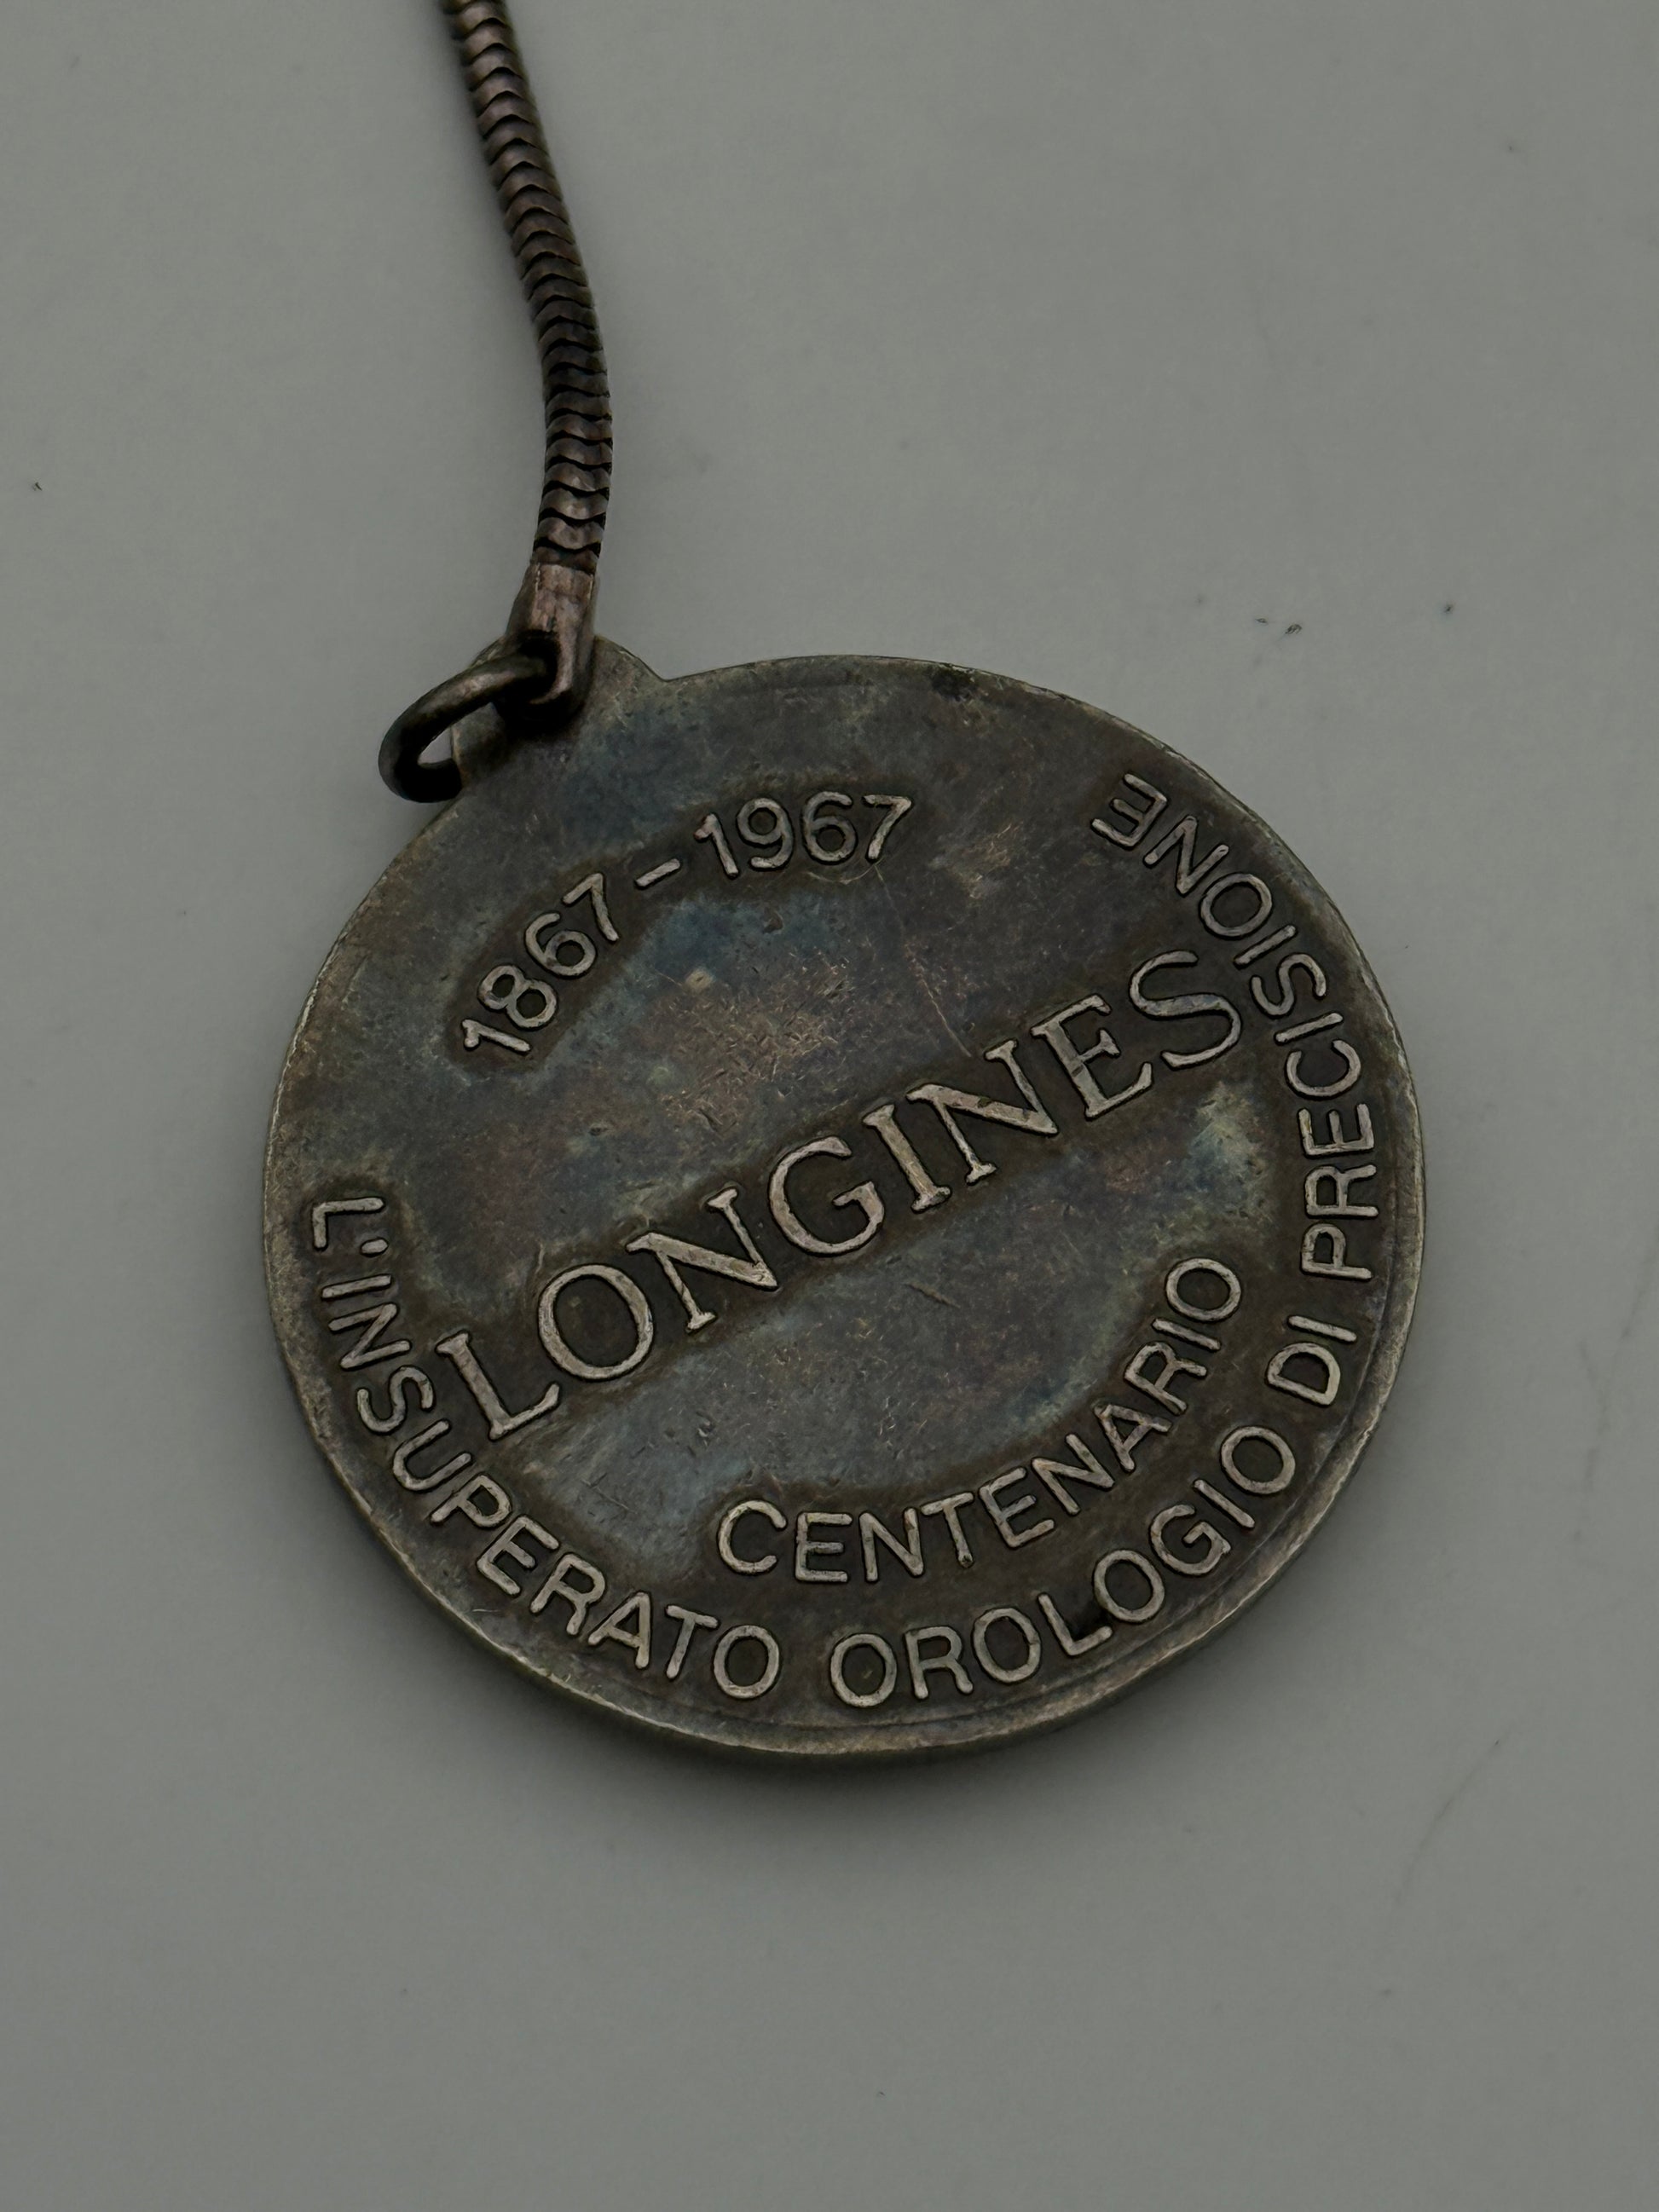 1867-1967
LONGINES
CENTENARIO
L'INSUPERATO OROLOGIO DI PRECISIONE